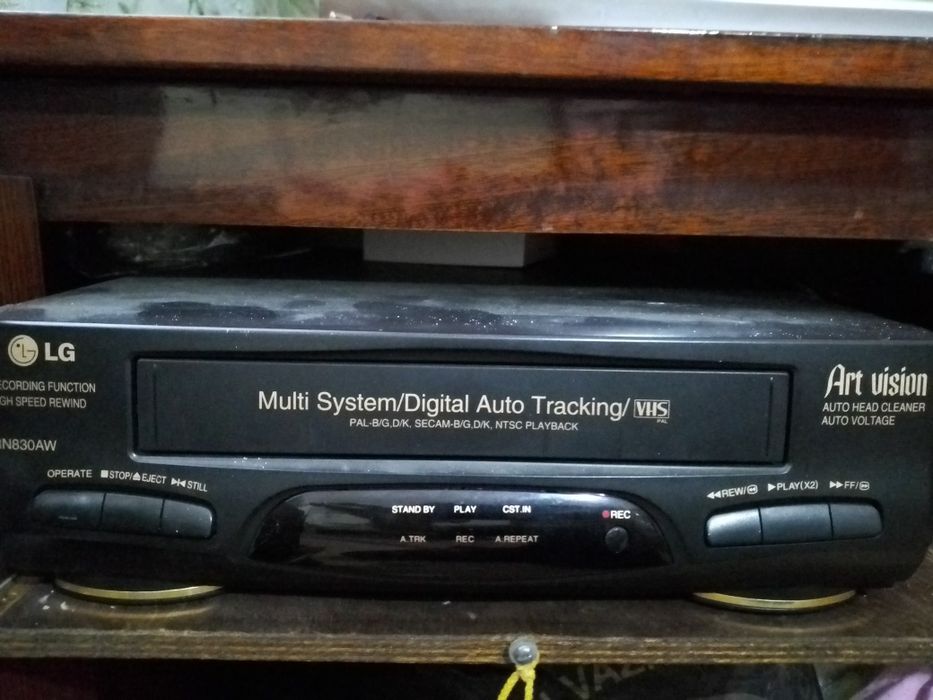 LG
ECORDING FUNCTION
GH SPEED REWIND
N830AW
OPERATE ■STOP/⏏EJECT ▶Ⅱ◀STILL
Multi System/Digital Auto Tracking/VHS
PAL
PAL-B/G,D/K, SECAM-B/G,D/K, NTSC PLAYBACK
Art vision
AUTO HEAD CLEANER
AUTO VOLTAGE
STAND BY PLAY CST.IN
A.TRK REC A.REPEAT
●REC
◀◀REW/ ▶PLAY(X2) ▶▶FF/